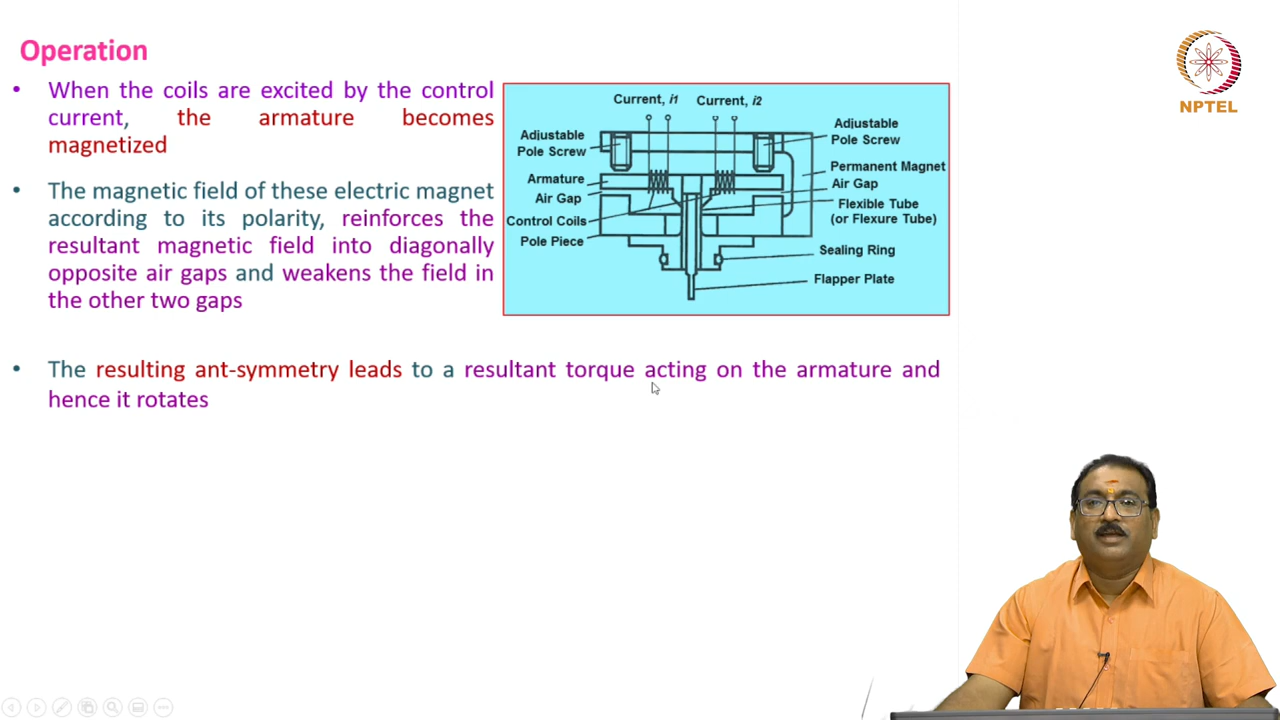 Operation
• When the coils are excited by the control
current, the armature becomes
magnetized
• The magnetic field of these electric magnet
according to its polarity, reinforces the
resultant magnetic field into diagonally
opposite air gaps and weakens the field in
the other two gaps
• The resulting ant-symmetry leads to a resultant torque acting on the armature and
hence it rotates
Current, i1 Current, i2
Adjustable
Pole Screw
Armature
Air Gap
Control Coils
Pole Piece
Adjustable
Pole Screw
Permanent Magnet
Air Gap
Flexible Tube
(or Flexure Tube)
Sealing Ring
Flapper Plate
NPTEL